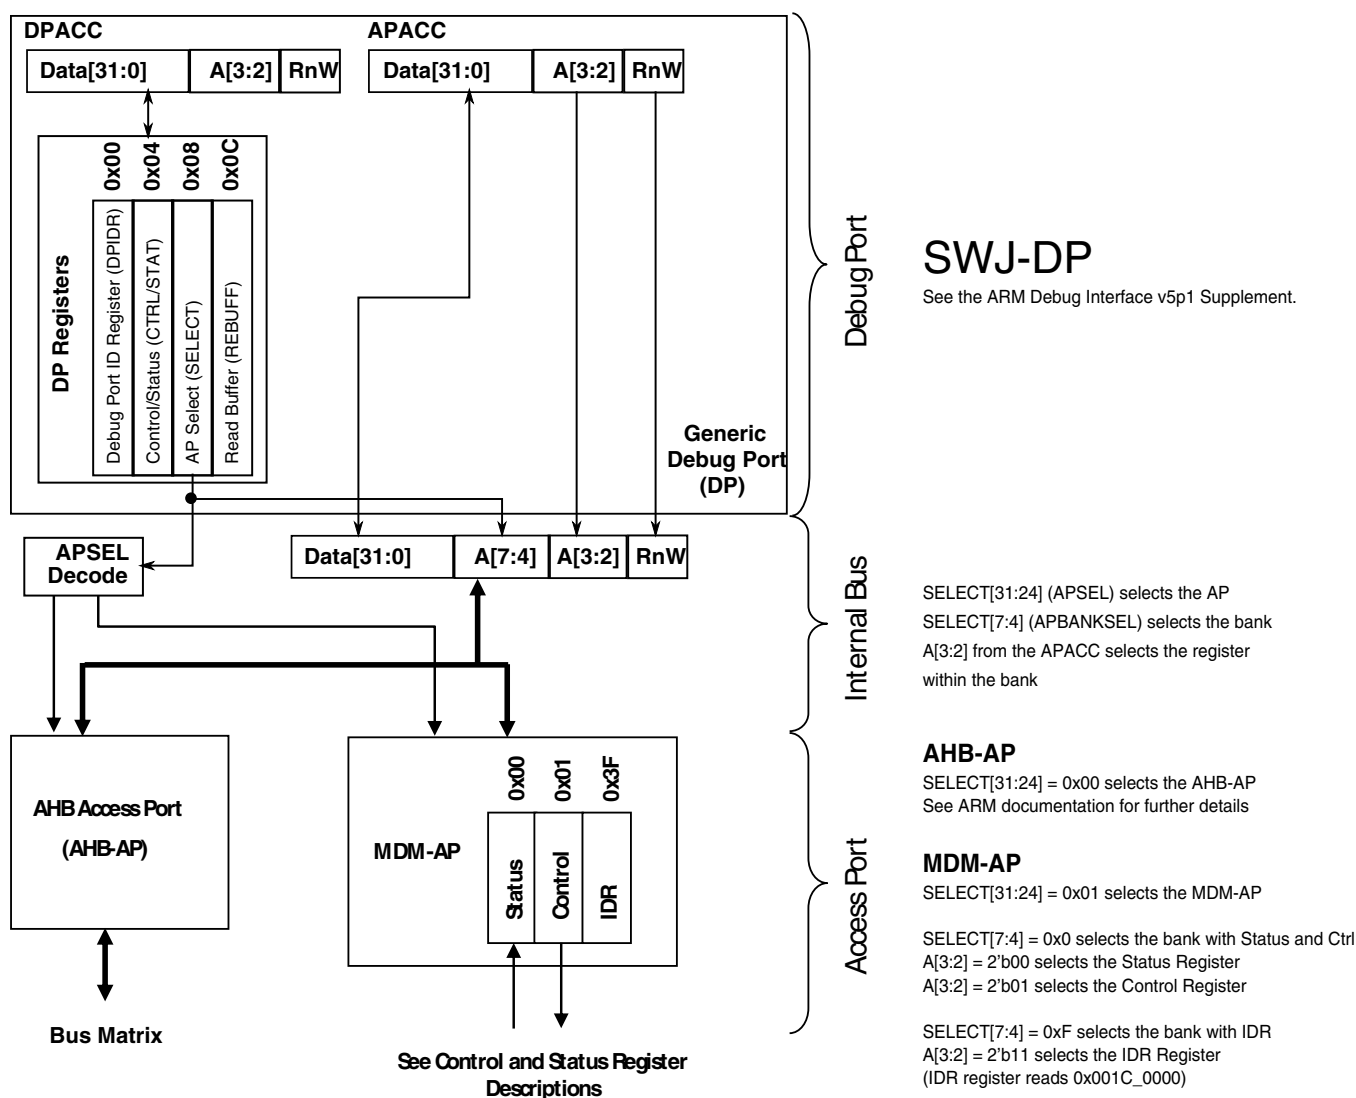 DPACC
APACC
Data[31:0] A[3:2] RnW
Data[31:0] A[3:2] RnW
0x00
0x04
0x08
0x0C
DP Registers
Debug Port ID Register (DPIDR)
Control/Status (CTRL/STAT)
AP Select (SELECT)
Read Buffer (REBUFF)
Generic
Debug Port
(DP)
Debug Port
SWJ-DP
See the ARM Debug Interface v5p1 Supplement.
APSEL
Decode
Data[31:0] A[7:4] A[3:2] RnW
Internal Bus
SELECT[31:24] (APSEL) selects the AP
SELECT[7:4] (APBANKSEL) selects the bank
A[3:2] from the APACC selects the register
within the bank
AHB Access Port
(AHB-AP)
Bus Matrix
MDM-AP
0x00
0x01
0x3F
Status
Control
IDR
See Control and Status Register
Descriptions
Access Port
AHB-AP
SELECT[31:24] = 0x00 selects the AHB-AP
See ARM documentation for further details
MDM-AP
SELECT[31:24] = 0x01 selects the MDM-AP
SELECT[7:4] = 0x0 selects the bank with Status and Ctrl
A[3:2] = 2'b00 selects the Status Register
A[3:2] = 2'b01 selects the Control Register
SELECT[7:4] = 0xF selects the bank with IDR
A[3:2] = 2'b11 selects the IDR Register
(IDR register reads 0x001C_0000)